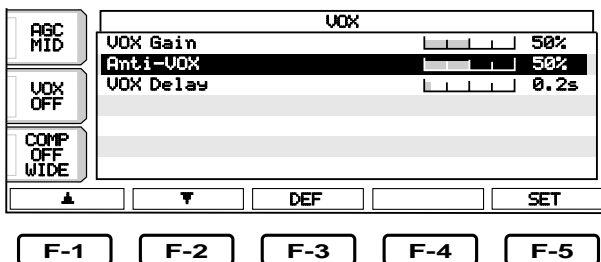 AGC
MID
VOX
OFF
COMP
OFF
WIDE
VOX
VOX Gain 50%
Anti-VOX 50%
VOX Delay 0.2s
▲ ▼ DEF SET
F-1 F-2 F-3 F-4 F-5